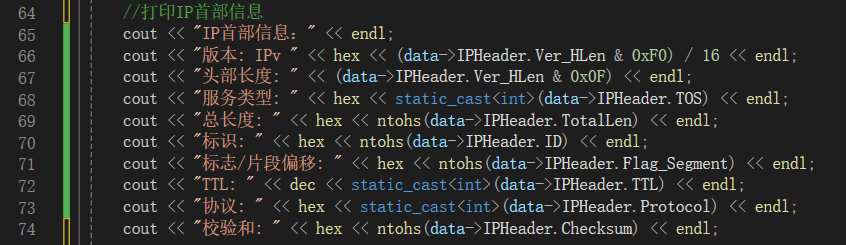 64 //打印IP首部信息
65 cout << "IP首部信息：" << endl;
66 cout << "版本: IPv " << hex << (data->IPHeader.Ver_HLen & 0xF0) / 16 << endl;
67 cout << "头部长度: " << (data->IPHeader.Ver_HLen & 0x0F) << endl;
68 cout << "服务类型: " << hex << static_cast<int>(data->IPHeader.TOS) << endl;
69 cout << "总长度: " << hex << ntohs(data->IPHeader.TotalLen) << endl;
70 cout << "标识: " << hex << ntohs(data->IPHeader.ID) << endl;
71 cout << "标志/片段偏移: " << hex << ntohs(data->IPHeader.Flag_Segment) << endl;
72 cout << "TTL: " << dec << static_cast<int>(data->IPHeader.TTL) << endl;
73 cout << "协议: " << hex << static_cast<int>(data->IPHeader.Protocol) << endl;
74 cout << "校验和: " << hex << ntohs(data->IPHeader.Checksum) << endl;